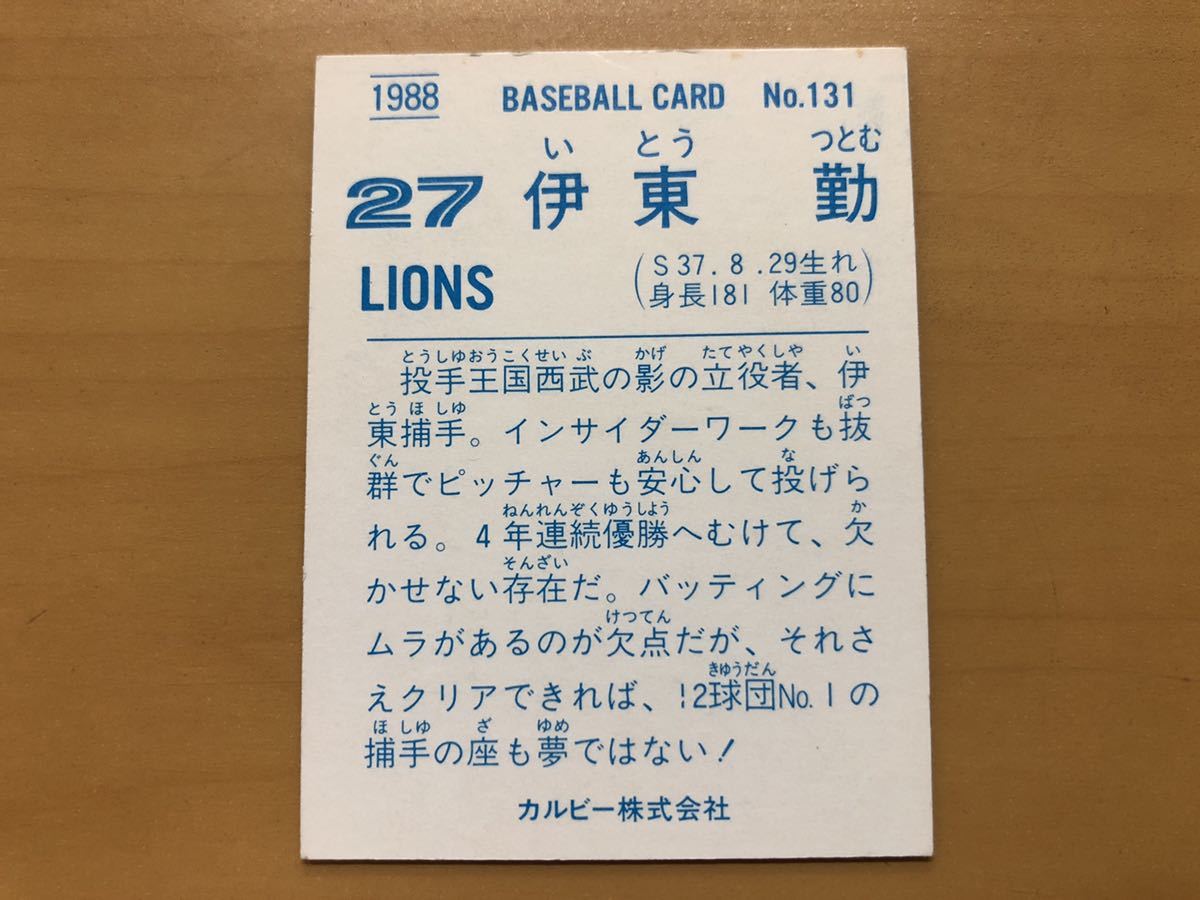 1988 BASEBALL CARD No.131
い とう つとむ
27 伊東 勤
LIONS
(S37.8.29生れ
身長181 体重80)
とうしゆおうこくせいぶ かげ たてやくしや い
投手王国西武の影の立役者、伊
とう ほ しゆ ばつ
東捕手。インサイダーワークも抜
ぐん あんしん な
群でピッチャーも安心して投げら
ねんれんぞくゆうしよう か
れる。4年連続優勝へむけて、欠
そんざい
かせない存在だ。バッティングに
けつてん
ムラがあるのが欠点だが、それさ
きゆうだん
えクリアできれば、12球団No.1の
ほ しゆ ざ ゆめ
捕手の座も夢ではない!
カルビー株式会社